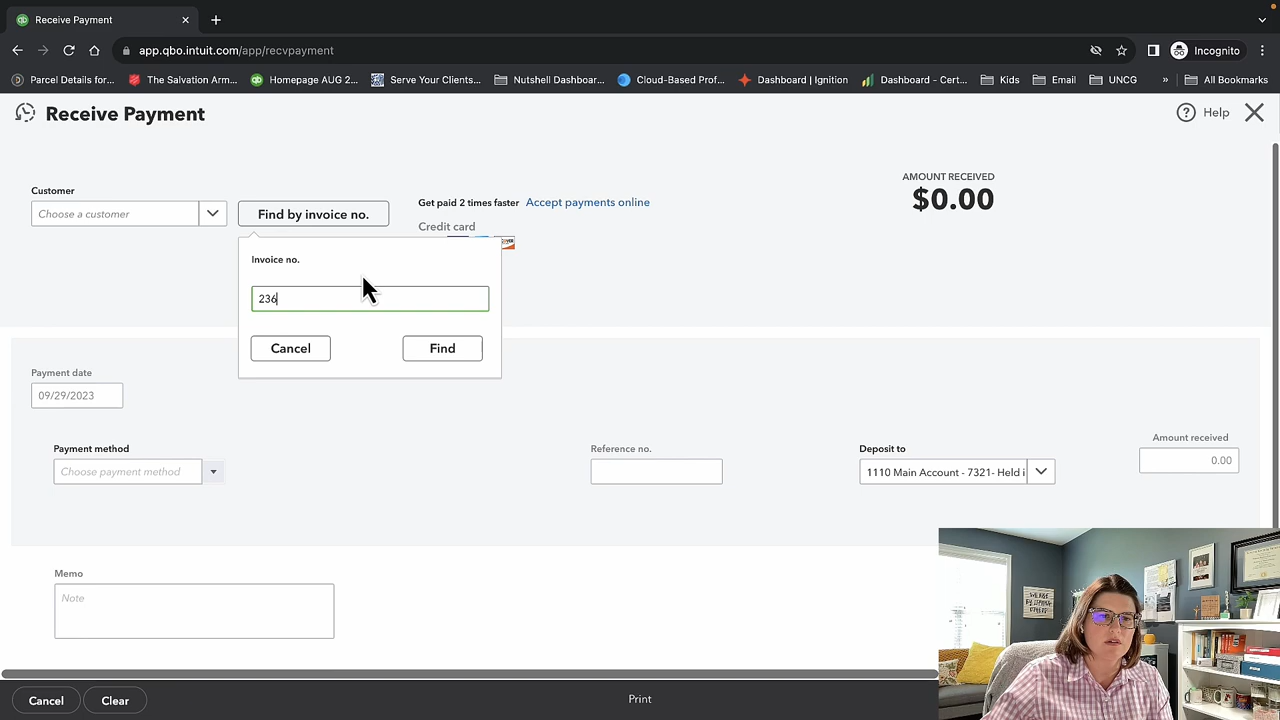 Receive Payment
app.qbo.intuit.com/app/recvpayment
Incognito
Parcel Details for...
The Salvation Arm...
Homepage AUG 2...
Serve Your Clients...
Nutshell Dashboar...
Cloud-Based Prof...
Dashboard | Ignition
Dashboard - Cert...
Kids
Email
UNCG
»
All Bookmarks
Receive Payment
Help
Customer
Choose a customer
Find by invoice no.
Get paid 2 times faster
Accept payments online
Credit card
AMOUNT RECEIVED
$0.00
Invoice no.
236
Cancel
Find
Payment date
09/29/2023
Payment method
Choose payment method
Reference no.
Deposit to
1110 Main Account - 7321- Held i
Amount received
0.00
Memo
Note
Cancel
Clear
Print